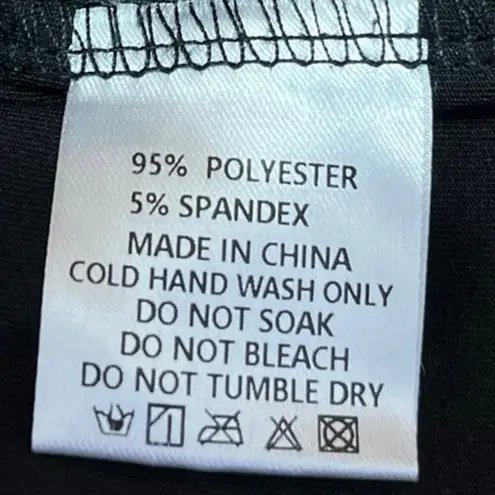 95% POLYESTER
5% SPANDEX
MADE IN CHINA
COLD HAND WASH ONLY
DO NOT SOAK
DO NOT BLEACH
DO NOT TUMBLE DRY